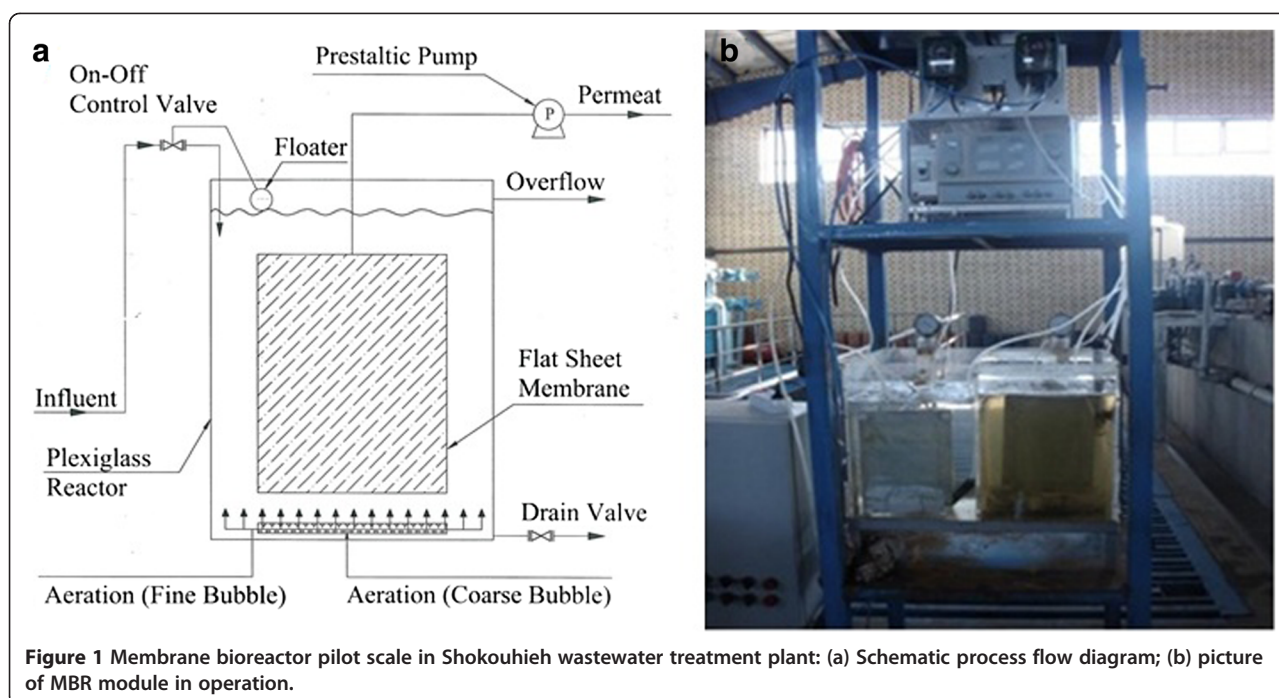 a
On-Off
Control Valve
Prestaltic Pump
P
Permeat
Floater
Overflow
Flat Sheet
Membrane
Influent
Plexiglass
Reactor
Drain Valve
Aeration (Fine Bubble)
Aeration (Coarse Bubble)
b
Figure 1 Membrane bioreactor pilot scale in Shokouhieh wastewater treatment plant: (a) Schematic process flow diagram; (b) picture
of MBR module in operation.